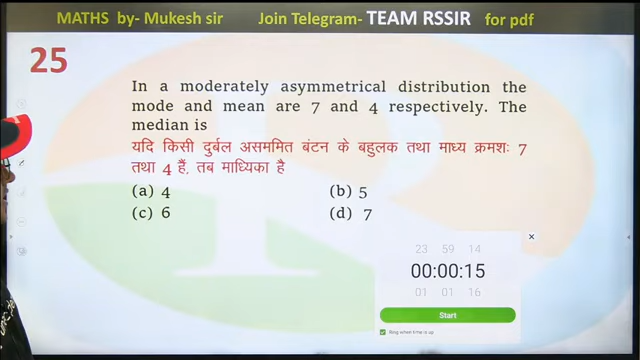 MATHS by- Mukesh sir Join Telegram- TEAM RSSIR for pdf
25
In a moderately asymmetrical distribution the
mode and mean are 7 and 4 respectively. The
median is
यदि किसी दुर्बल असममित बंटन के बहुलक तथा माध्य क्रमशः 7
तथा 4 हैं, तब माध्यिका है
(a) 4 (b) 5
(c) 6 (d) 7
23 59 14
00:00:15
01 01 16
Start
Ring when time is up